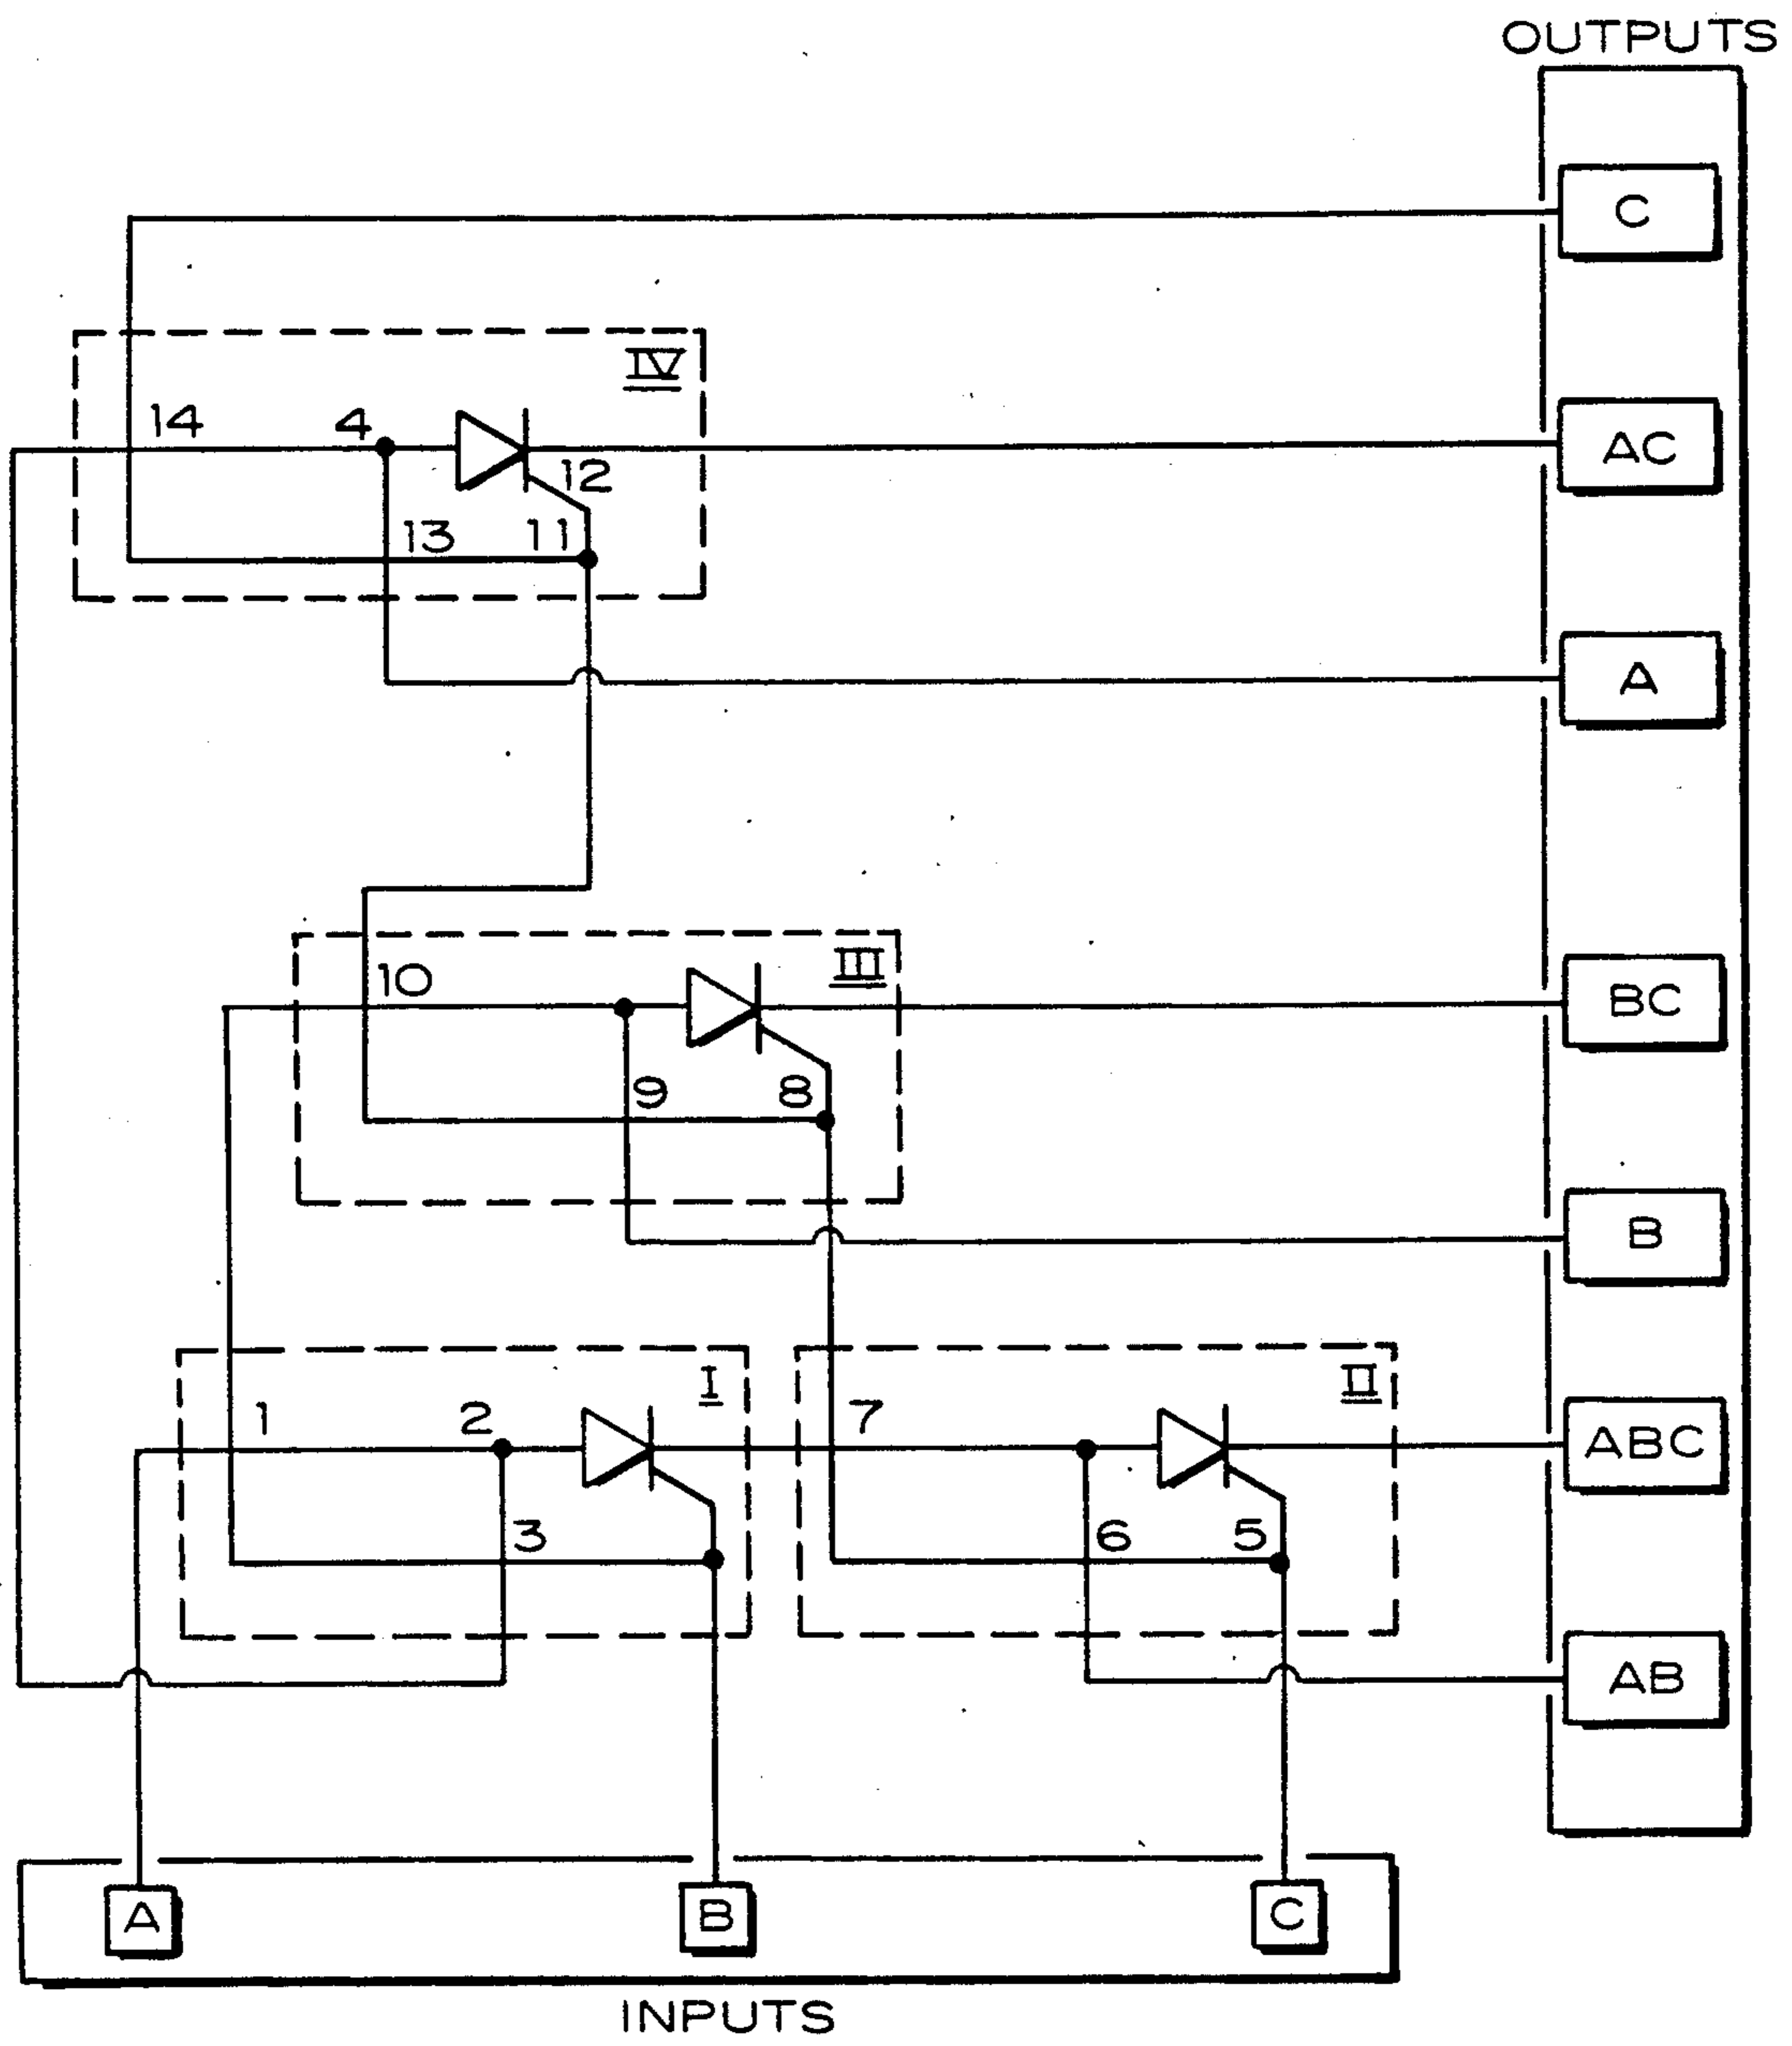 OUTPUTS
C
IV
14 4 AC
12
13 11
A
III
10 BC
9 8
B
I II
1 2 7 ABC
3 6 5
AB
A B C
INPUTS